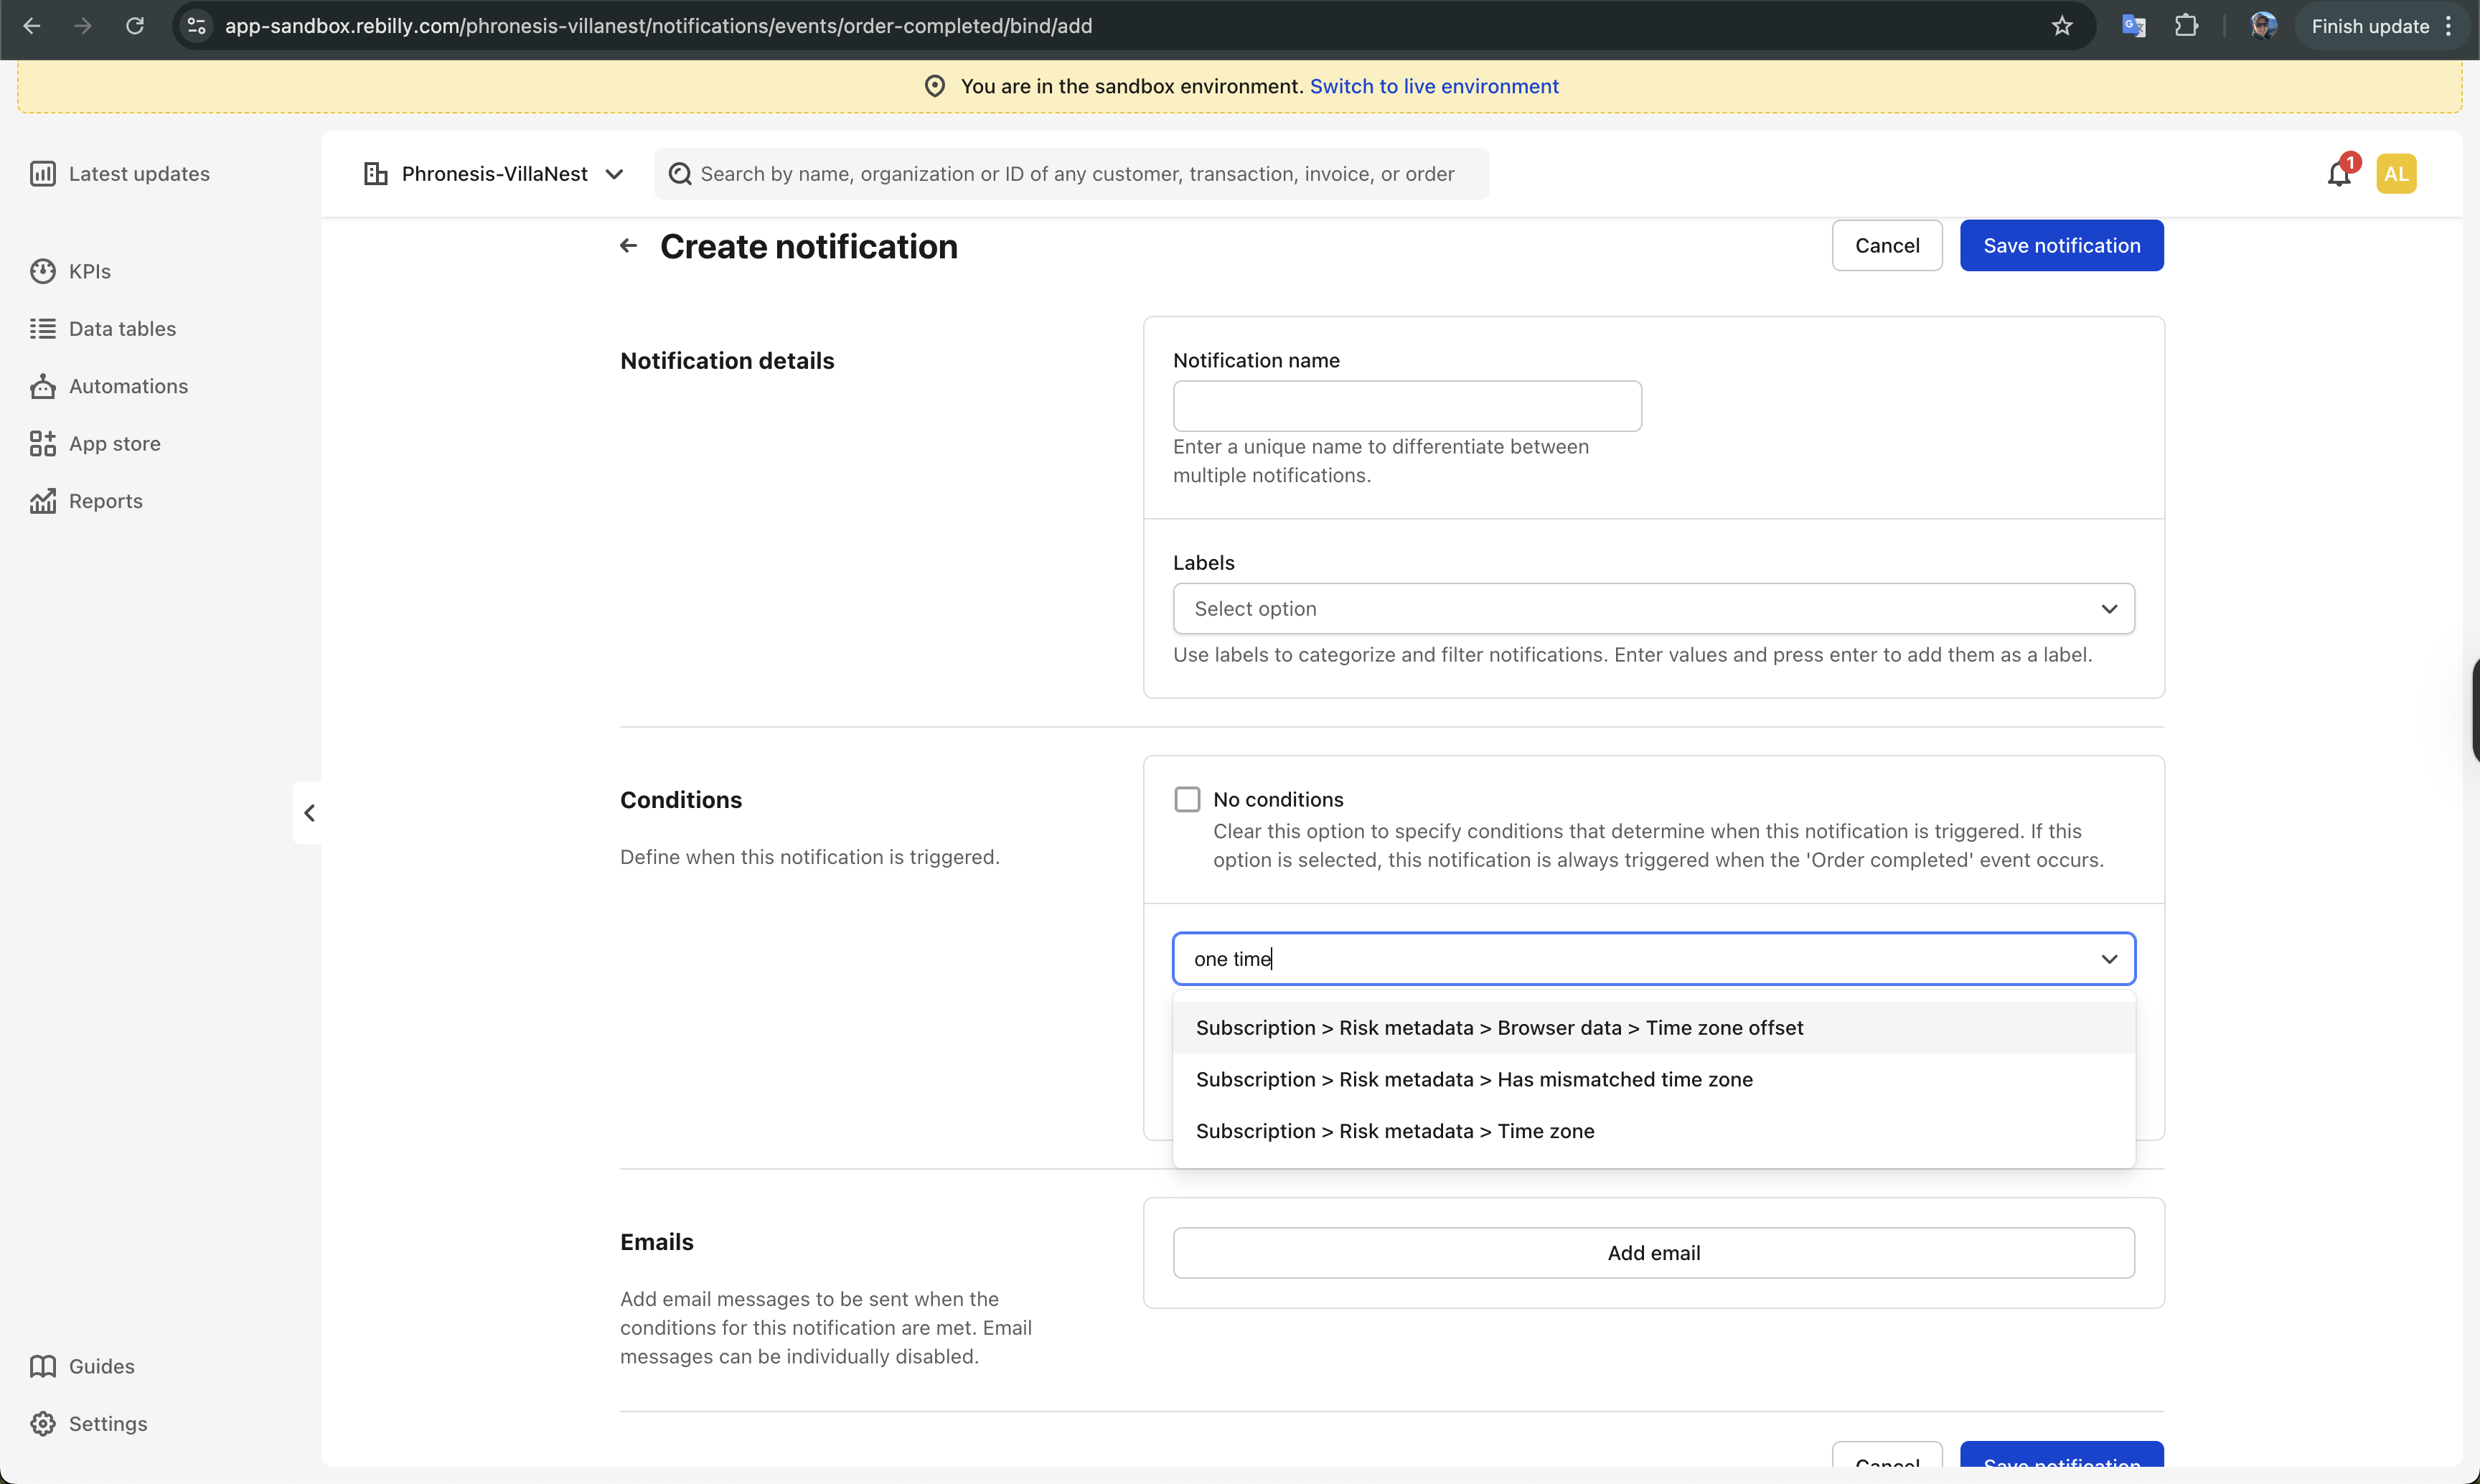 app-sandbox.rebilly.com/phronesis-villanest/notifications/events/order-completed/bind/add
Finish update
You are in the sandbox environment. Switch to live environment
Latest updates
Phronesis-VillaNest
Search by name, organization or ID of any customer, transaction, invoice, or order
1
AL
KPIs
Data tables
Automations
App store
Reports
Guides
Settings
Create notification
Cancel
Save notification
Notification details
Notification name
Enter a unique name to differentiate between
multiple notifications.
Labels
Select option
Use labels to categorize and filter notifications. Enter values and press enter to add them as a label.
Conditions
Define when this notification is triggered.
No conditions
Clear this option to specify conditions that determine when this notification is triggered. If this
option is selected, this notification is always triggered when the 'Order completed' event occurs.
one time
Subscription > Risk metadata > Browser data > Time zone offset
Subscription > Risk metadata > Has mismatched time zone
Subscription > Risk metadata > Time zone
Emails
Add email messages to be sent when the
conditions for this notification are met. Email
messages can be individually disabled.
Add email
Cancel
Save notification